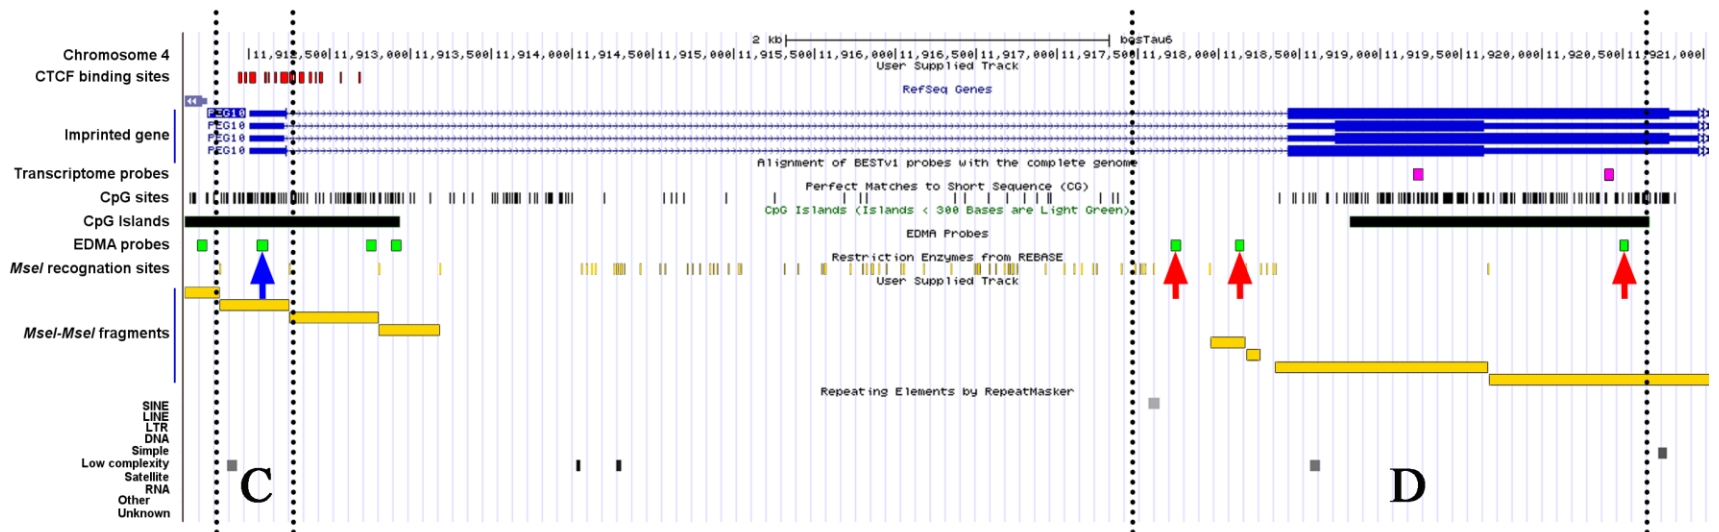 2 kb bosTau6
Chromosome 4 11,912,500 11,913,000 11,913,500 11,914,000 11,914,500 11,915,000 11,915,500 11,916,000 11,916,500 11,917,000 11,917,500 11,918,000 11,918,500 11,919,000 11,919,500 11,920,000 11,920,500 11,921,000
User Supplied Track
CTCF binding sites
RefSeq Genes
PEG10
PEG10
Imprinted gene
PEG10
PEG10
Alignment of BESTv1 probes with the complete genome
Transcriptome probes
Perfect Matches to Short Sequence (CG)
CpG sites
CpG Islands (Islands < 300 Bases are Light Green)
CpG Islands
EDMA Probes
EDMA probes
Restriction Enzymes from REBASE
MseI recognation sites
User Supplied Track
MseI-MseI fragments
Repeating Elements by RepeatMasker
SINE
LINE
LTR
DNA
Simple
Low complexity
Satellite
RNA
Other
Unknown
C
D